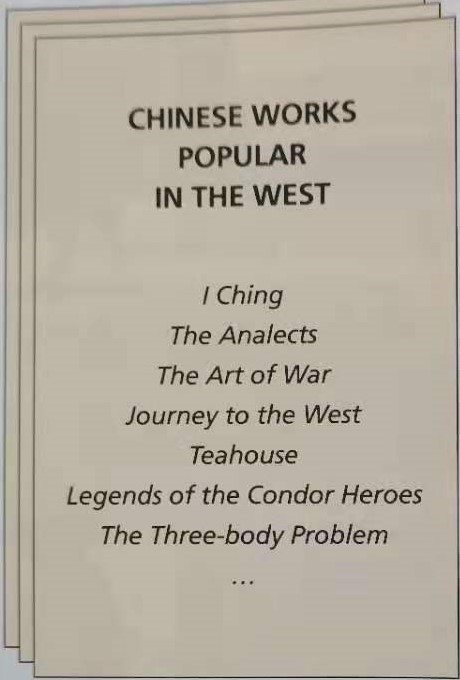 CHINESE WORKS
POPULAR
IN THE WEST
I Ching
The Analects
The Art of War
Journey to the West
Teahouse
Legends of the Condor Heroes
The Three-body Problem
...